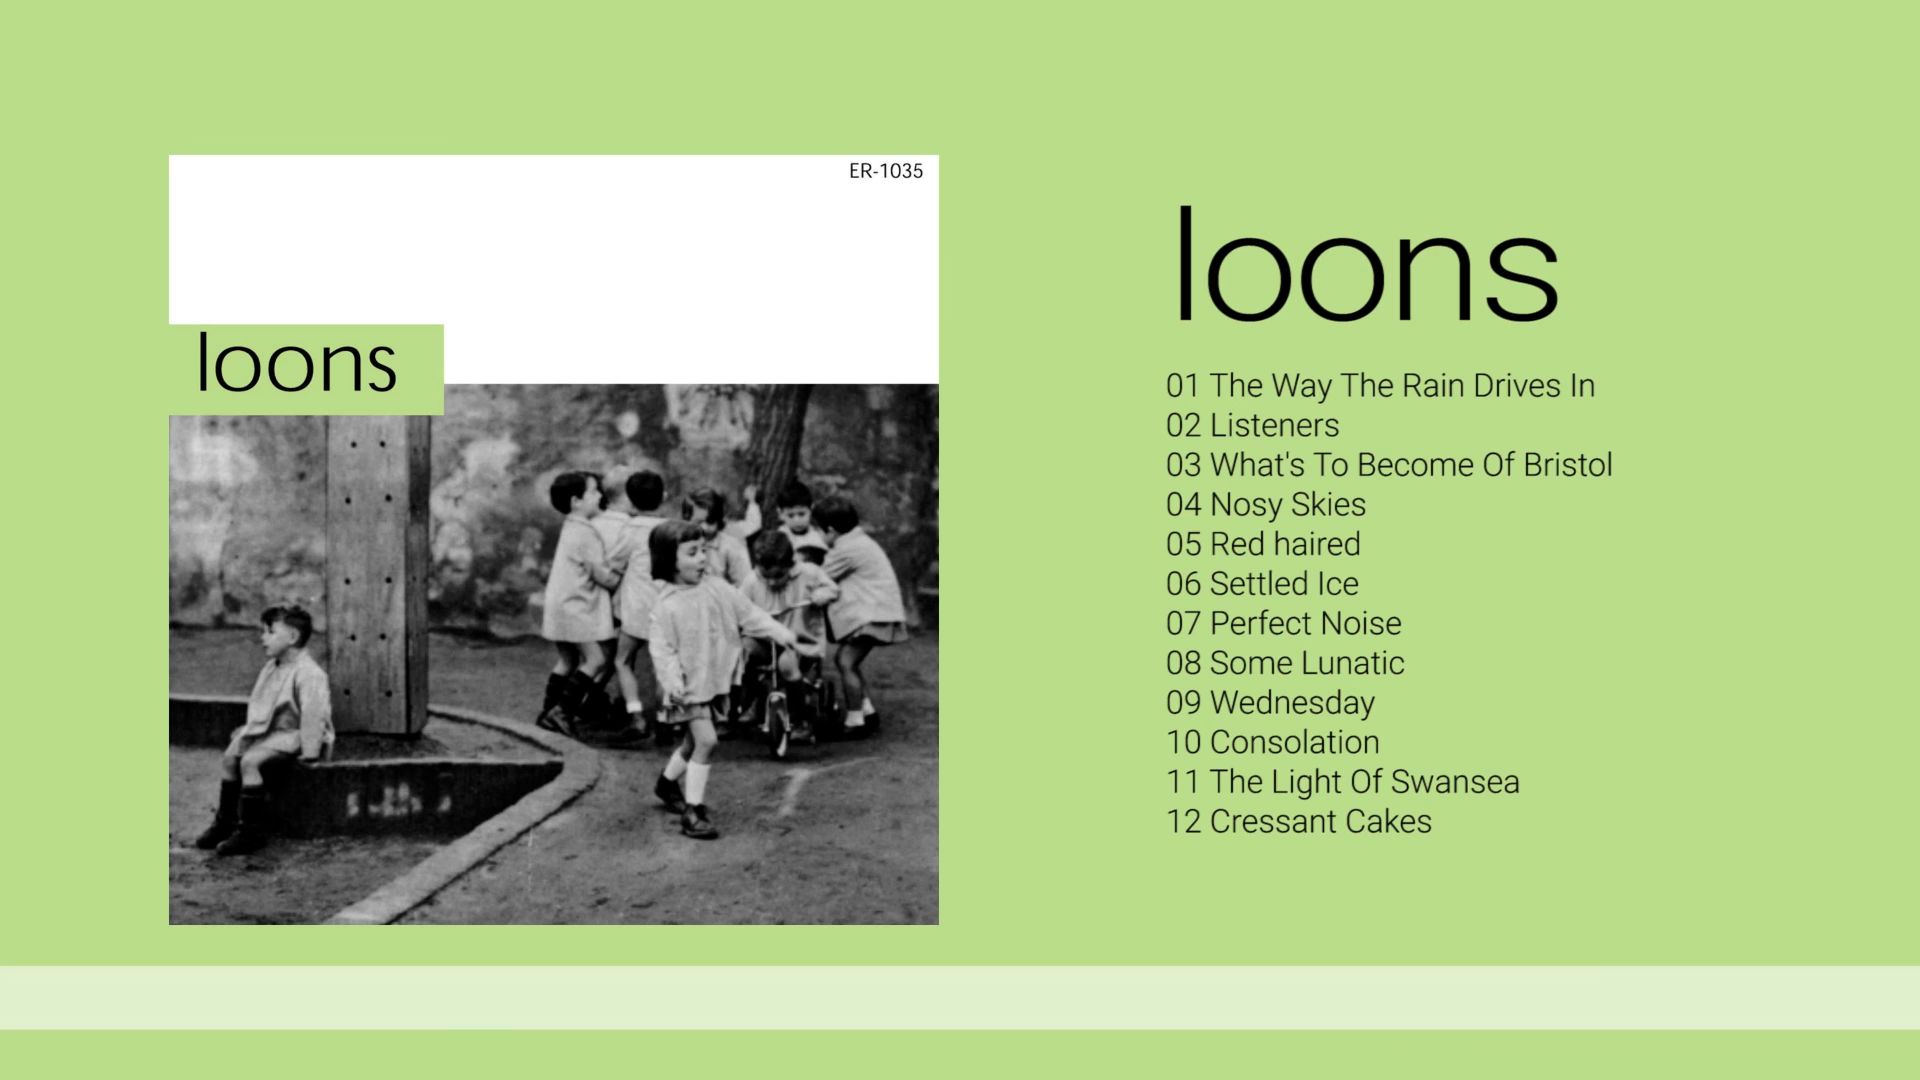 ER-1035
loons
loons
01 The Way The Rain Drives In
02 Listeners
03 What's To Become Of Bristol
04 Nosy Skies
05 Red haired
06 Settled Ice
07 Perfect Noise
08 Some Lunatic
09 Wednesday
10 Consolation
11 The Light Of Swansea
12 Cressant Cakes